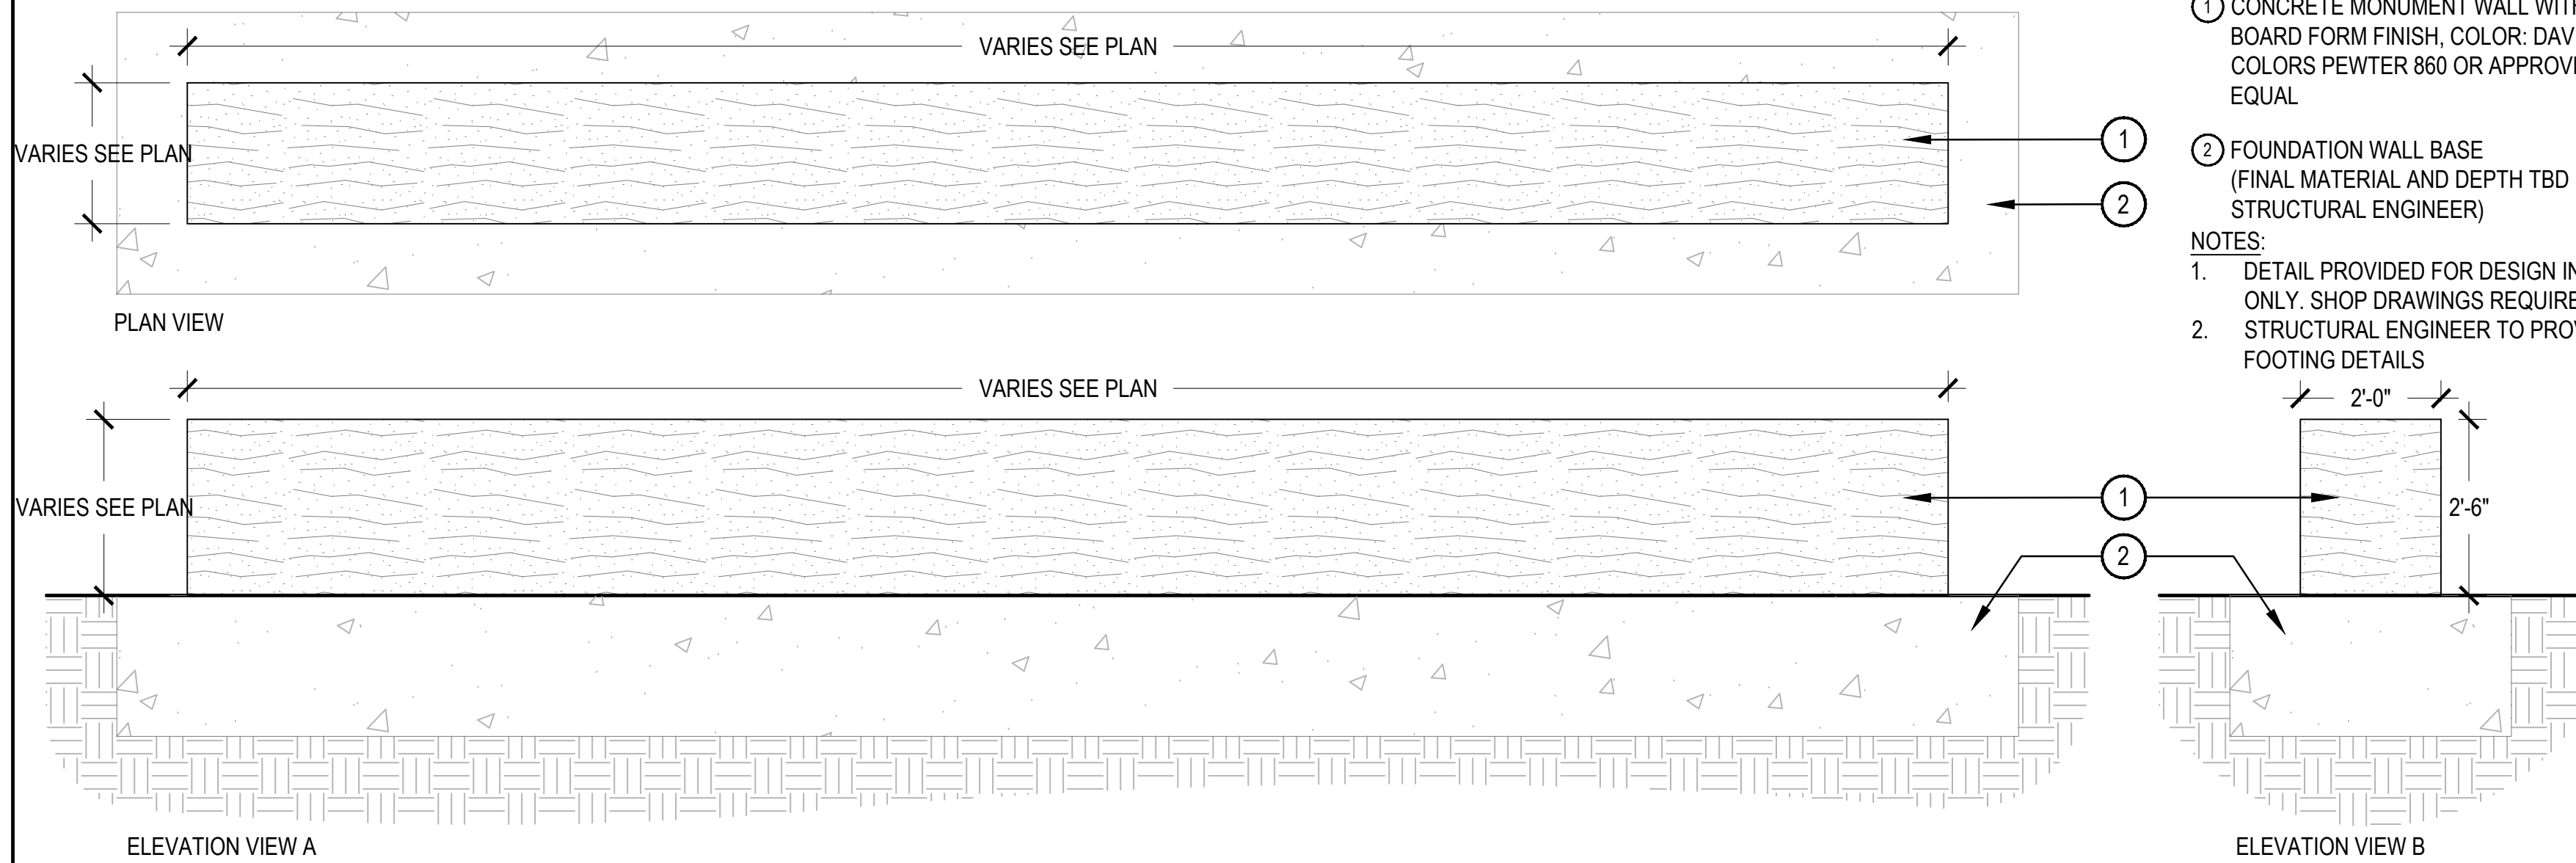 VARIES SEE PLAN
VARIES SEE PLAN
1
2
PLAN VIEW
1 CONCRETE MONUMENT WALL WITH
BOARD FORM FINISH, COLOR: DAV
COLORS PEWTER 860 OR APPROV
EQUAL
2 FOUNDATION WALL BASE
(FINAL MATERIAL AND DEPTH TBD
STRUCTURAL ENGINEER)
NOTES:
1. DETAIL PROVIDED FOR DESIGN IN
ONLY. SHOP DRAWINGS REQUIRE
2. STRUCTURAL ENGINEER TO PROV
FOOTING DETAILS
VARIES SEE PLAN
VARIES SEE PLAN
1
2
2'-0"
2'-6"
ELEVATION VIEW A
ELEVATION VIEW B